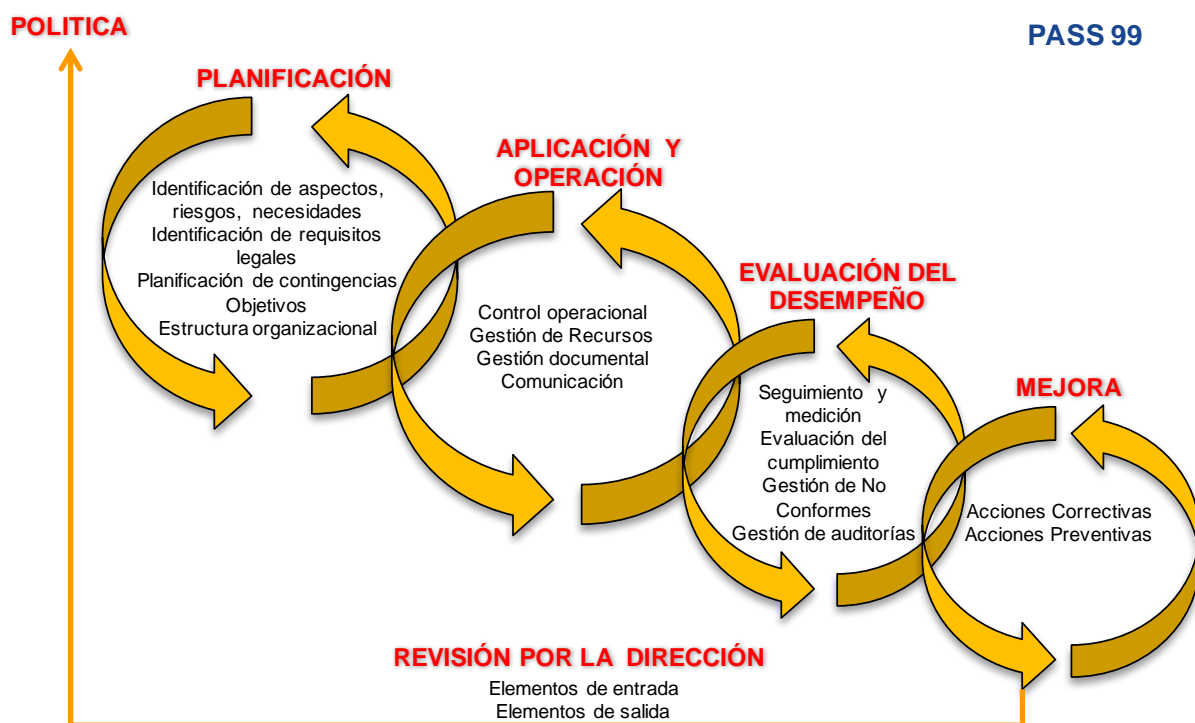 POLITICA
PASS 99
PLANIFICACIÓN
Identificación de aspectos,
riesgos, necesidades
Identificación de requisitos
legales
Planificación de contingencias
Objetivos
Estructura organizacional
APLICACIÓN Y
OPERACIÓN
Control operacional
Gestión de Recursos
Gestión documental
Comunicación
EVALUACIÓN DEL
DESEMPEÑO
Seguimiento y
medición
Evaluación del
cumplimiento
Gestión de No
Conformes
Gestión de auditorías
MEJORA
Acciones Correctivas
Acciones Preventivas
REVISIÓN POR LA DIRECCIÓN
Elementos de entrada
Elementos de salida